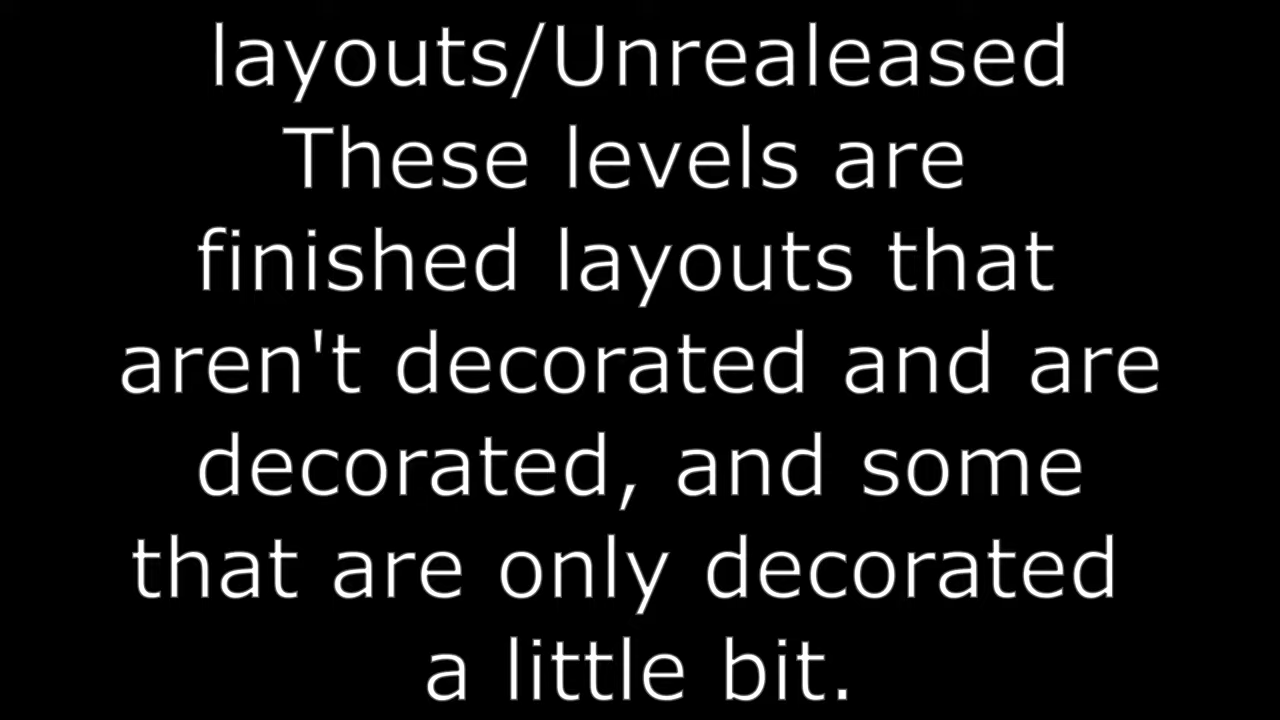 layouts/Unrealeased
These levels are
finished layouts that
aren't decorated and are
decorated, and some
that are only decorated
a little bit.